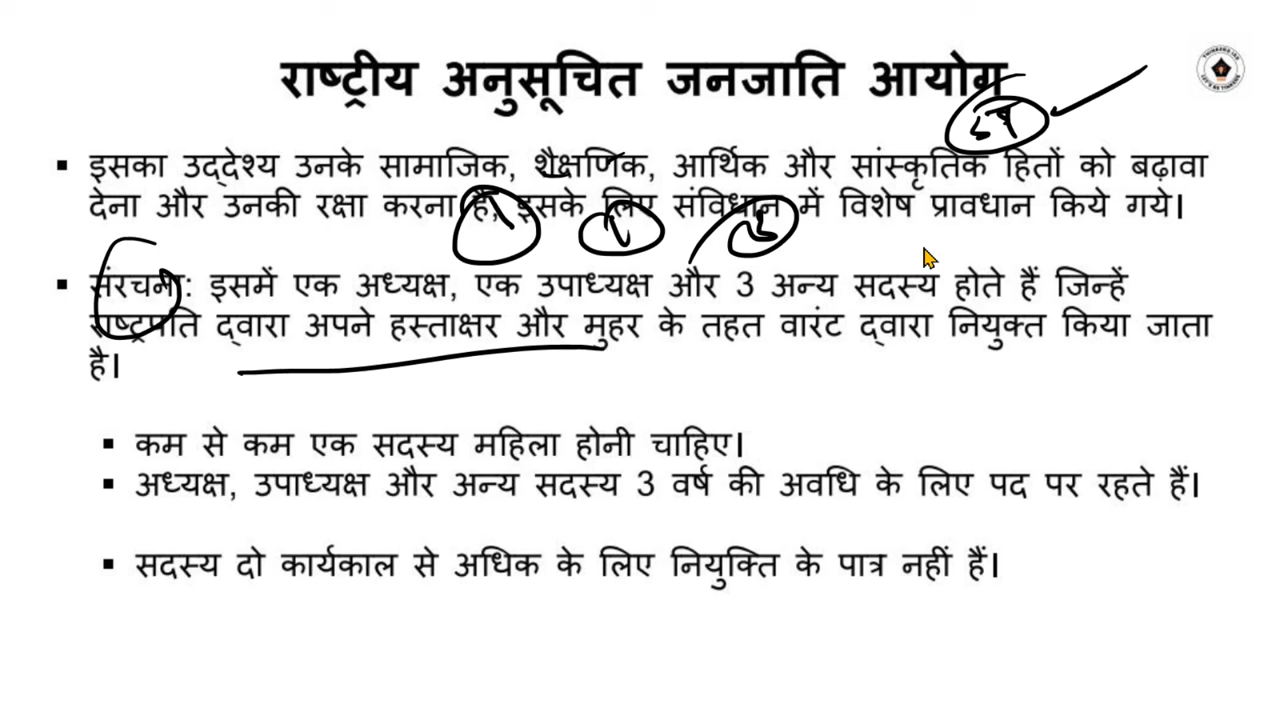 राष्ट्रीय अनुसूचित जनजाति आयोग
▪ इसका उद्देश्य उनके सामाजिक, शैक्षणिक, आर्थिक और सांस्कृतिक हितों को बढ़ावा
देना और उनकी रक्षा करना है, इसके लिए संविधान में विशेष प्रावधान किये गये।
▪ संरचना: इसमें एक अध्यक्ष, एक उपाध्यक्ष और 3 अन्य सदस्य होते हैं जिन्हें
राष्ट्रपति द्वारा अपने हस्ताक्षर और मुहर के तहत वारंट द्वारा नियुक्त किया जाता
है।
▪ कम से कम एक सदस्य महिला होनी चाहिए।
▪ अध्यक्ष, उपाध्यक्ष और अन्य सदस्य 3 वर्ष की अवधि के लिए पद पर रहते हैं।
▪ सदस्य दो कार्यकाल से अधिक के लिए नियुक्ति के पात्र नहीं हैं।